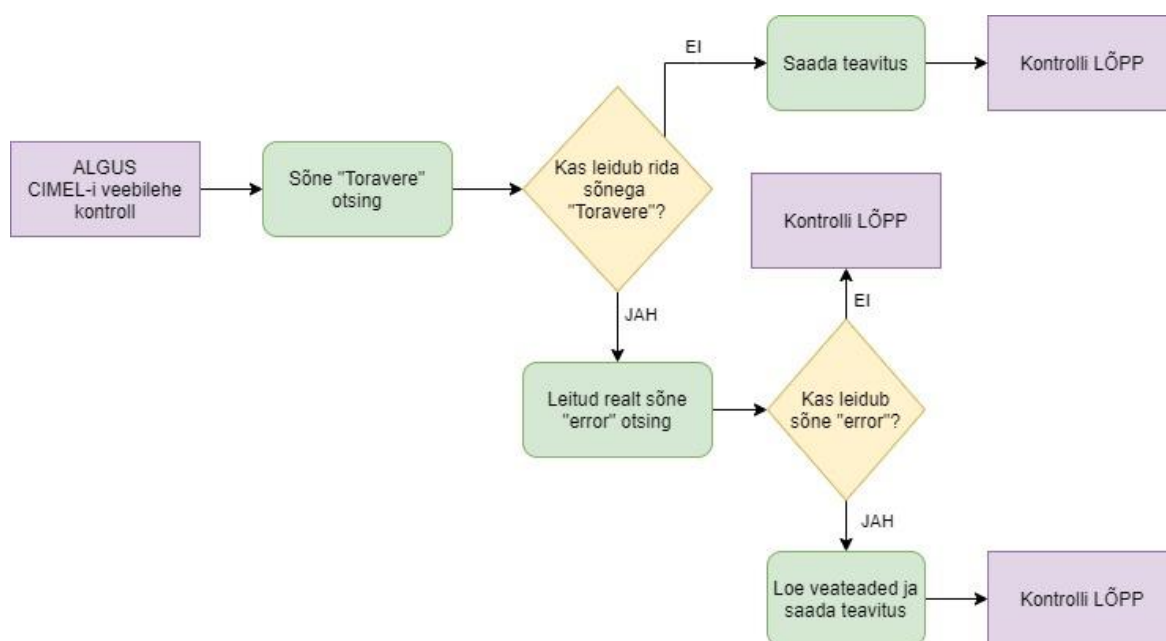 EI
Saada teavitus
Kontrolli LÕPP
ALGUS
CIMEL-i veebilehe
kontroll
Sõne "Toravere"
otsing
Kas leidub rida
sõnega
"Toravere"?
Kontrolli LÕPP
EI
JAH
Leitud realt sõne
"error" otsing
Kas leidub
sõne "error"?
JAH
Loe veateaded ja
saada teavitus
Kontrolli LÕPP